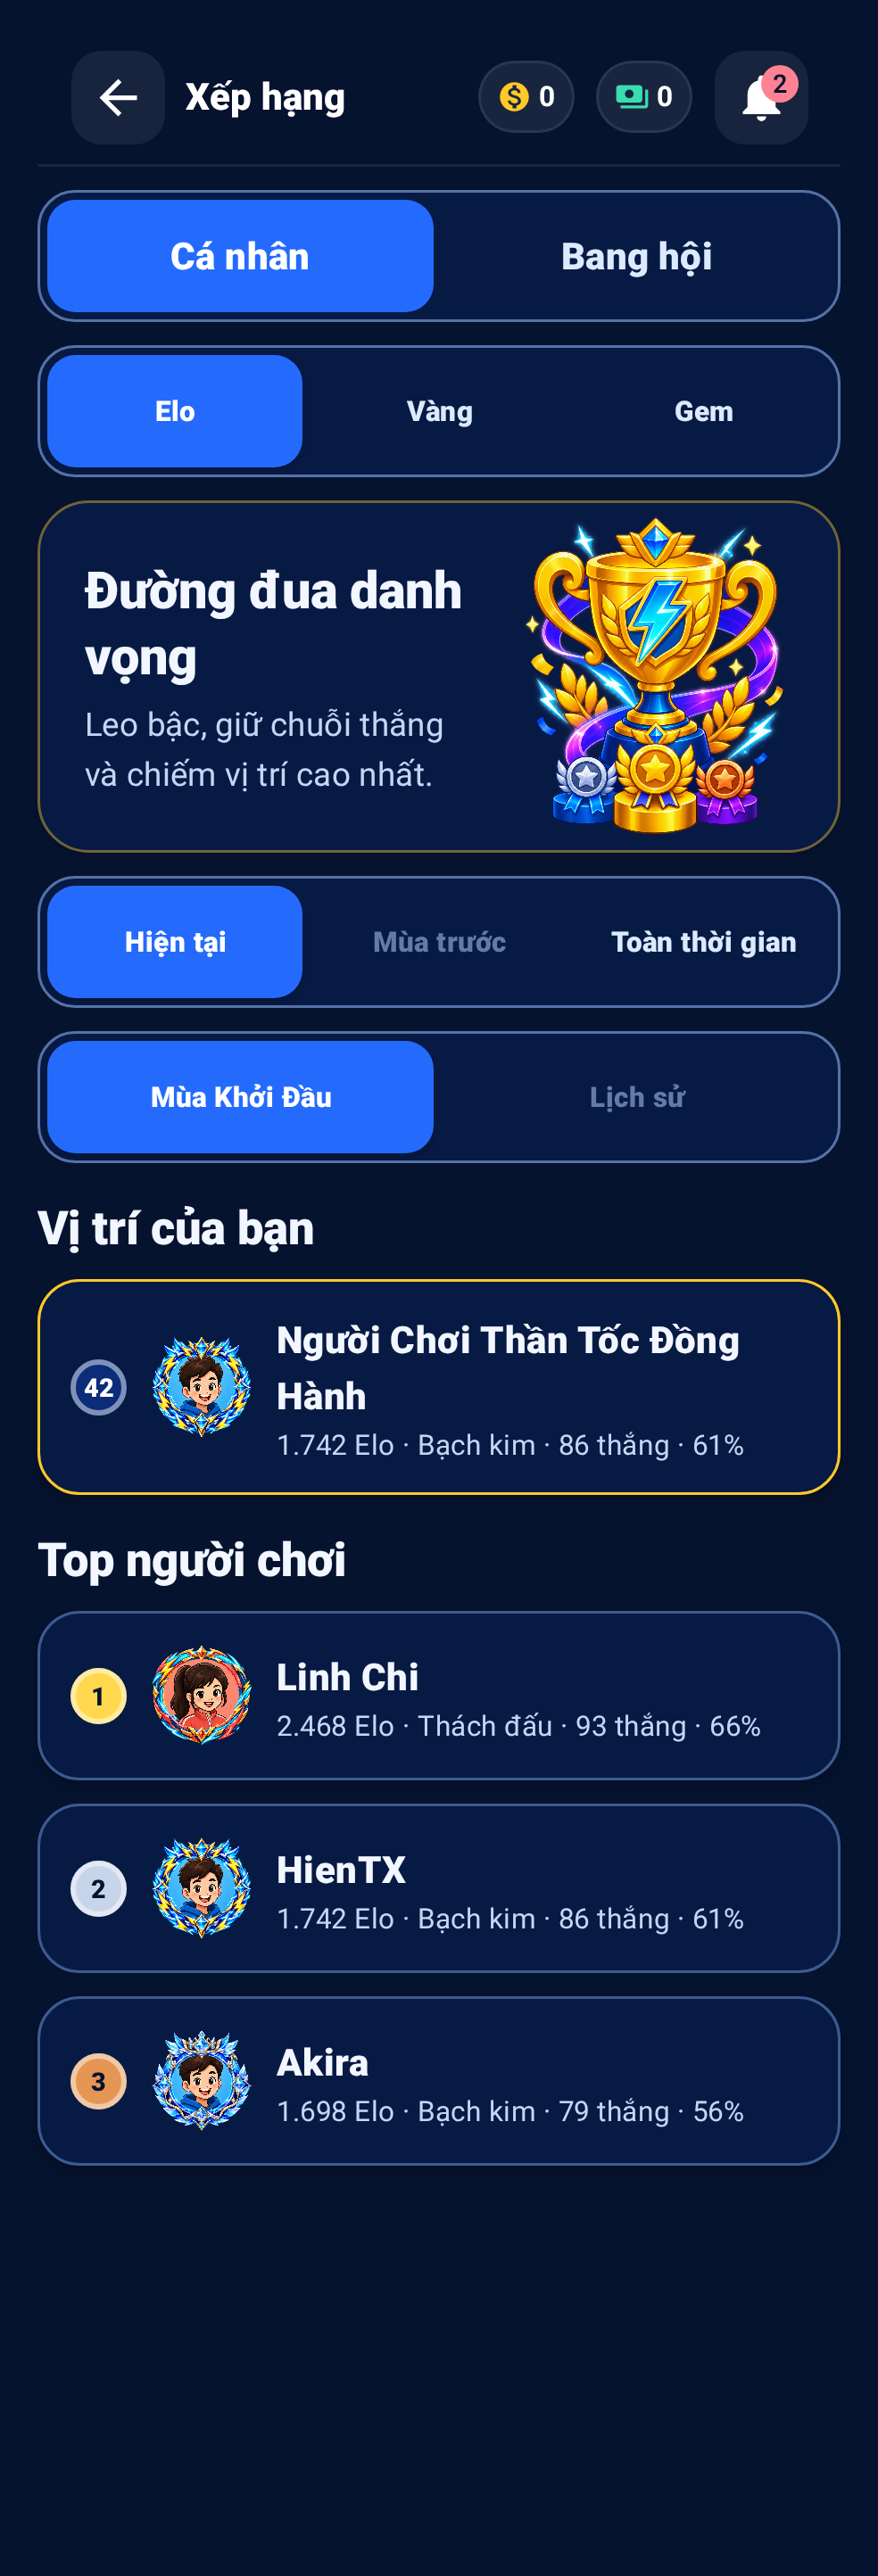 Xếp hạng
0
0
2
Cá nhân
Bang hội
Elo
Vàng
Gem
Đường đua danh
vọng
Leo bậc, giữ chuỗi thắng
và chiếm vị trí cao nhất.
Hiện tại
Mùa trước
Toàn thời gian
Mùa Khởi Đầu
Lịch sử
Vị trí của bạn
42
Người Chơi Thần Tốc Đồng
Hành
1.742 Elo · Bạch kim · 86 thắng · 61%
Top người chơi
1
Linh Chi
2.468 Elo · Thách đấu · 93 thắng · 66%
2
HienTX
1.742 Elo · Bạch kim · 86 thắng · 61%
3
Akira
1.698 Elo · Bạch kim · 79 thắng · 56%